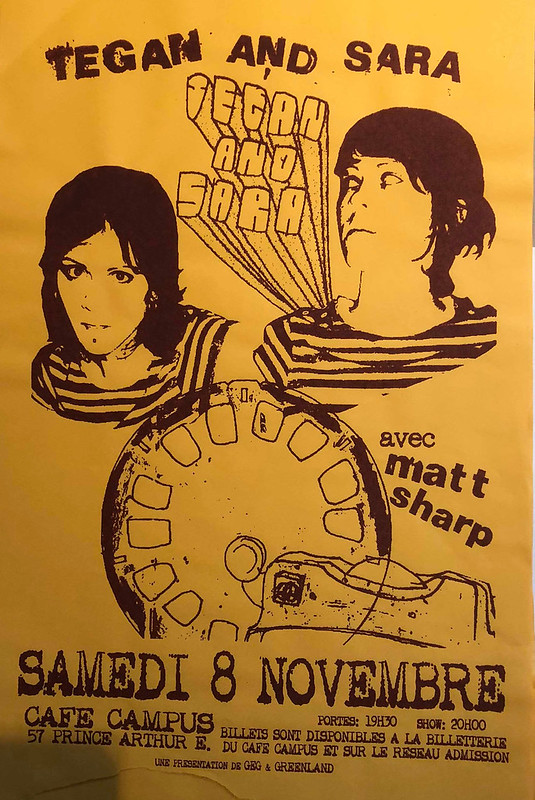 TEGAN AND SARA
TEGAN
AND
SARA
avec
matt
sharp
SAMEDI 8 NOVEMBRE
CAFE CAMPUS
57 PRINCE ARTHUR E.
PORTES: 19H30 SHOW: 20H00
BILLETS SONT DISPONIBLES A LA BILLETTERIE
DU CAFE CAMPUS ET SUR LE RESEAU ADMISSION
UNE PRESENTATION DE GEG & GREENLAND